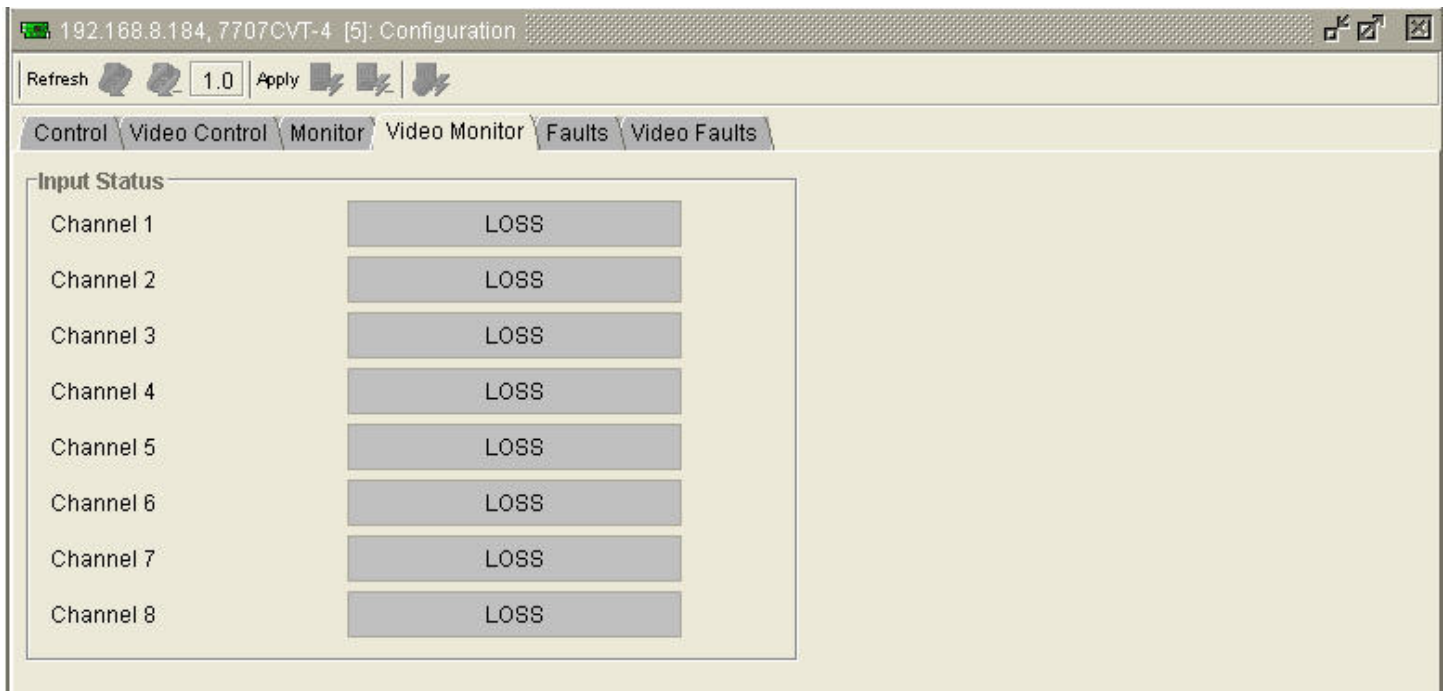 192.168.8.184, 7707CVT-4 [5]: Configuration
Refresh 1.0 Apply
Control Video Control Monitor Video Monitor Faults Video Faults
Input Status
Channel 1 LOSS
Channel 2 LOSS
Channel 3 LOSS
Channel 4 LOSS
Channel 5 LOSS
Channel 6 LOSS
Channel 7 LOSS
Channel 8 LOSS